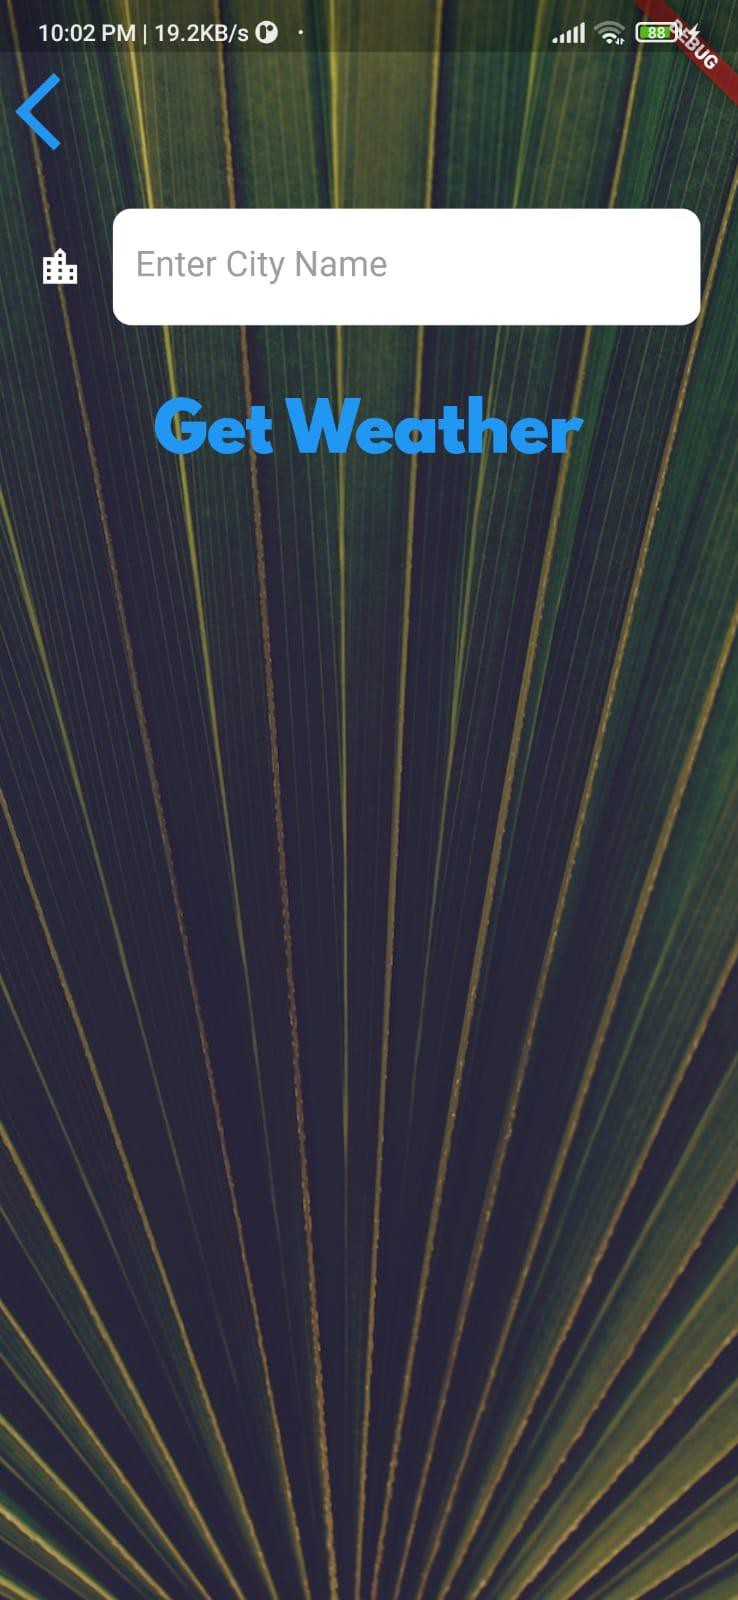 10:02 PM | 19.2KB/s
88
DEBUG
Enter City Name
Get Weather